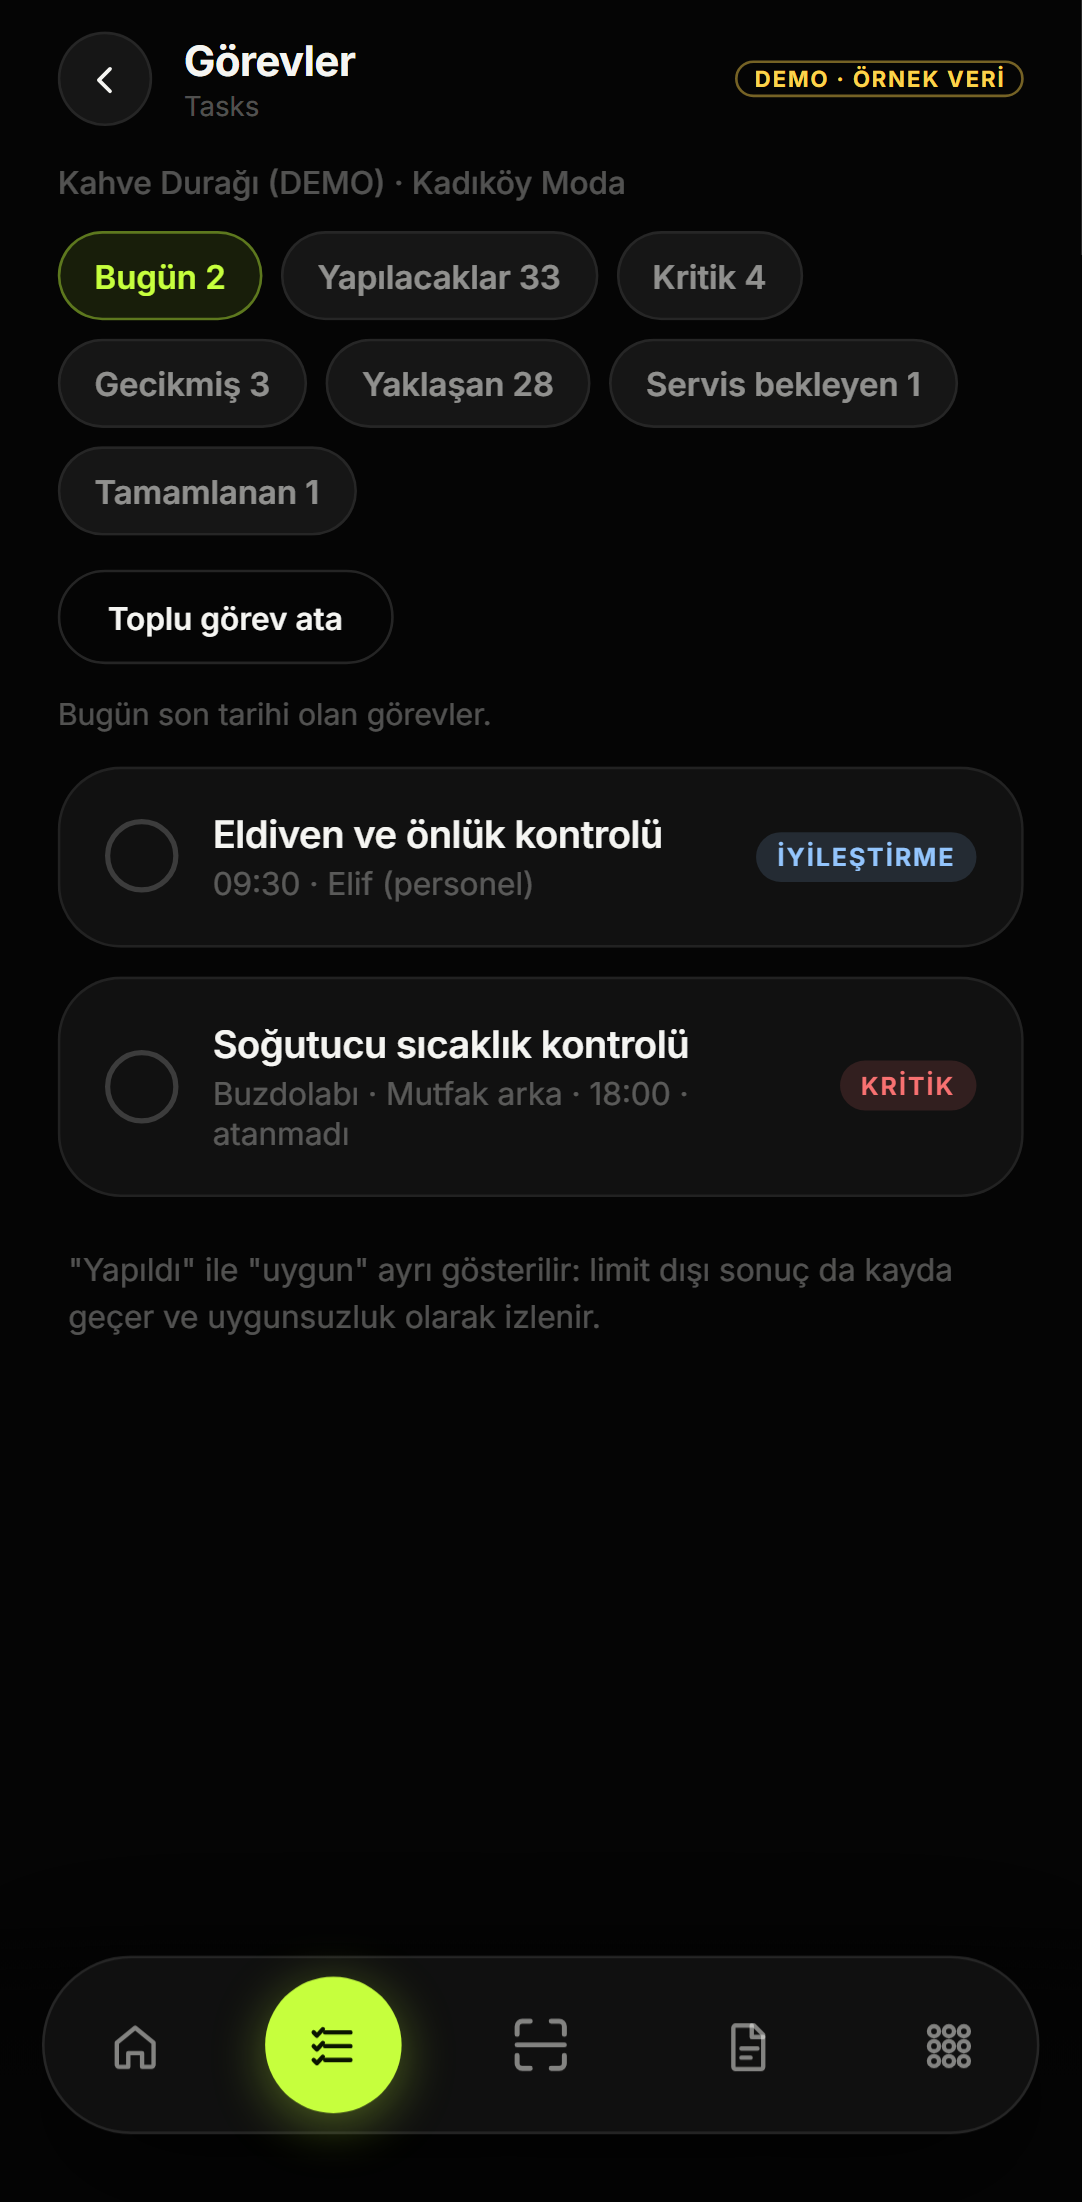 Görevler
Tasks
DEMO · ÖRNEK VERİ
Kahve Durağı (DEMO) · Kadıköy Moda
Bugün 2
Yapılacaklar 33
Kritik 4
Gecikmiş 3
Yaklaşan 28
Servis bekleyen 1
Tamamlanan 1
Toplu görev ata
Bugün son tarihi olan görevler.
Eldiven ve önlük kontrolü
09:30 · Elif (personel)
İYİLEŞTİRME
Soğutucu sıcaklık kontrolü
Buzdolabı · Mutfak arka · 18:00 ·
atanmadı
KRİTİK
"Yapıldı" ile "uygun" ayrı gösterilir: limit dışı sonuç da kayda
geçer ve uygunsuzluk olarak izlenir.